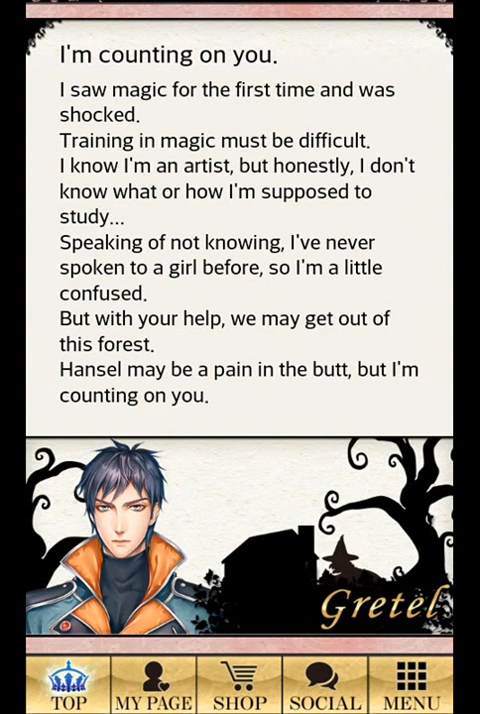 I'm counting on you.
I saw magic for the first time and was
shocked.
Training in magic must be difficult.
I know I'm an artist, but honestly, I don't
know what or how I'm supposed to
study...
Speaking of not knowing, I've never
spoken to a girl before, so I'm a little
confused.
But with your help, we may get out of
this forest.
Hansel may be a pain in the butt, but I'm
counting on you.
Gretel
TOP
MY PAGE
SHOP
SOCIAL
MENU